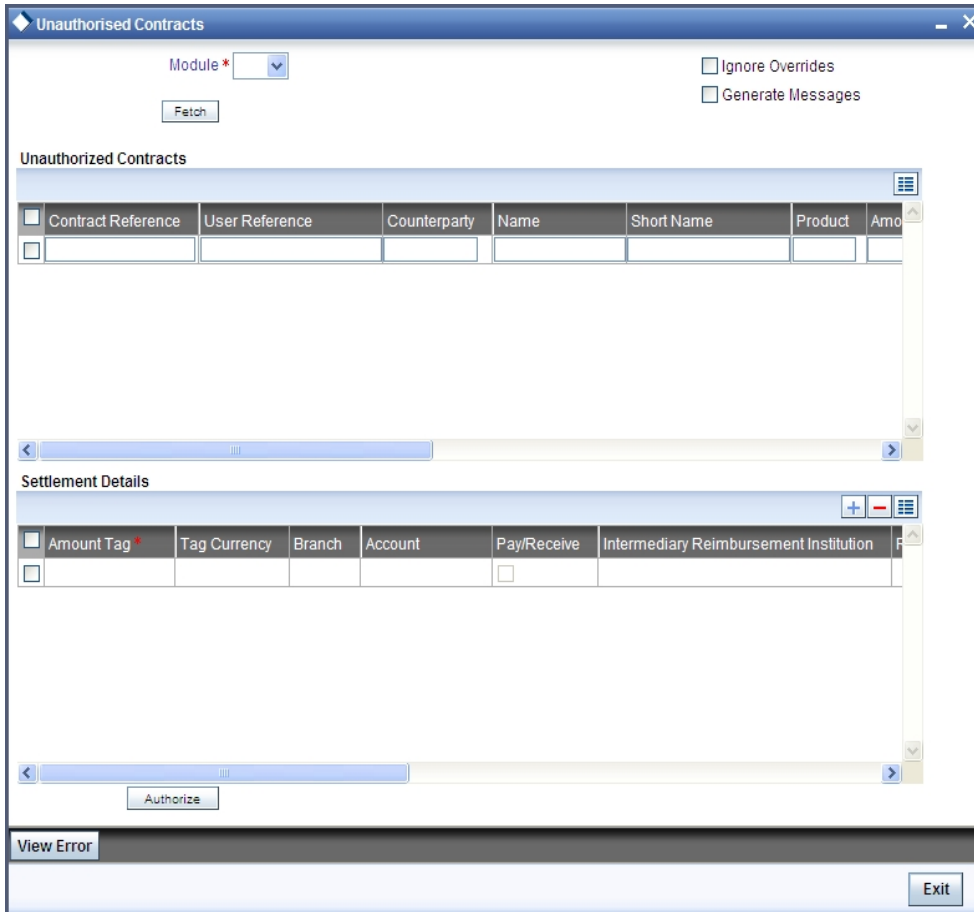 Unauthorised Contracts
Module *
Ignore Overrides
Generate Messages
Fetch
Unauthorized Contracts
Contract Reference User Reference Counterparty Name Short Name Product Amo
Settlement Details
Amount Tag * Tag Currency Branch Account Pay/Receive Intermediary Reimbursement Institution
Authorize
View Error
Exit